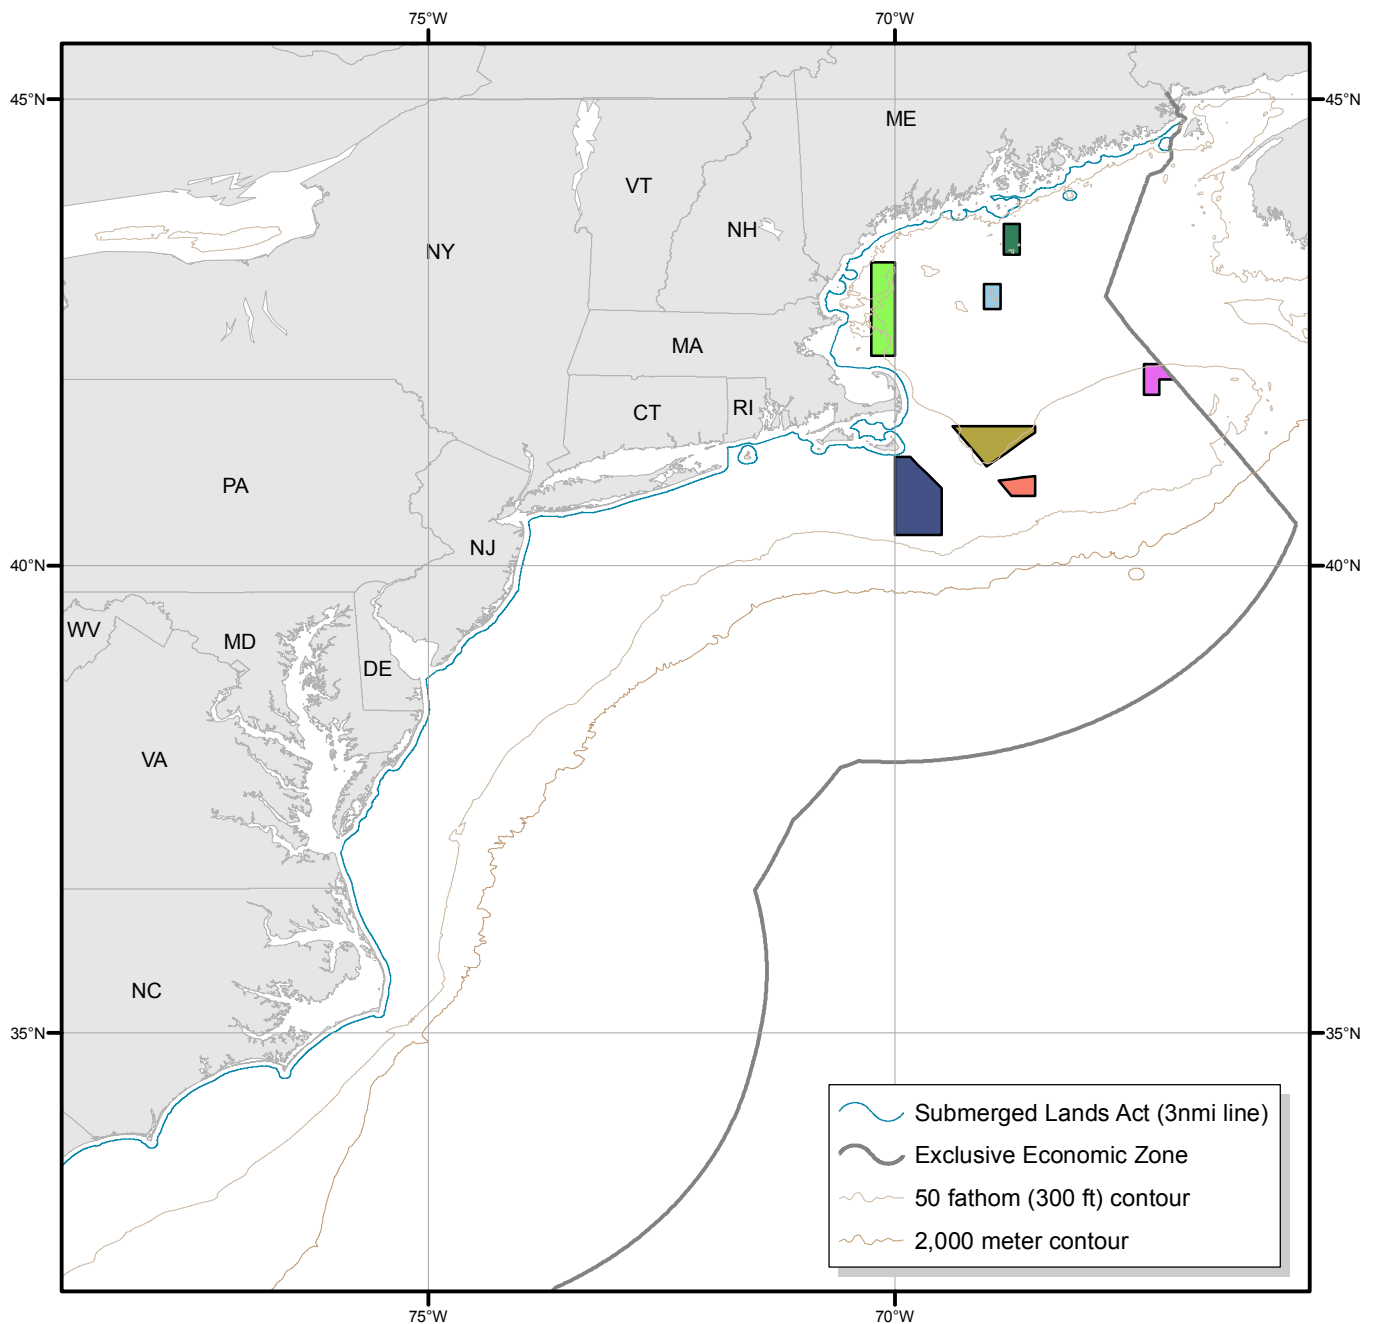 75°W 70°W
45°N 45°N
ME
VT
NH
NY
MA
CT RI
PA
NJ
40°N 40°N
WV
MD
DE
VA
NC
35°N 35°N
Submerged Lands Act (3nmi line)
Exclusive Economic Zone
50 fathom (300 ft) contour
2,000 meter contour
75°W 70°W